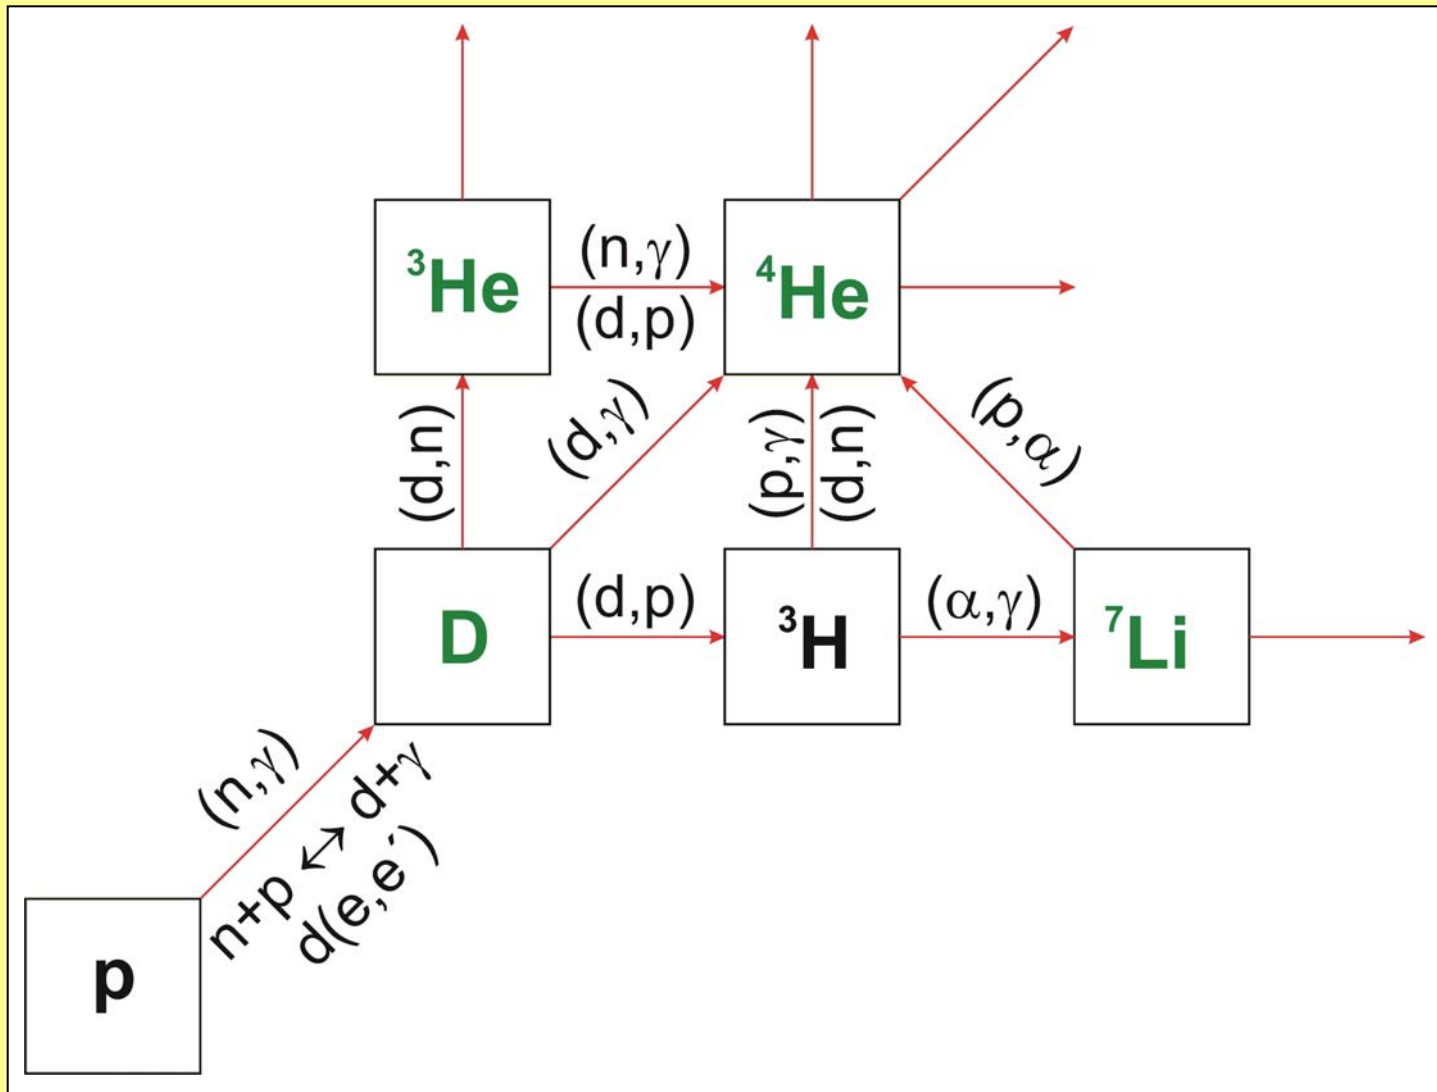 ³He
(n,γ)
(d,p)
⁴He
(d,n)
(d,γ)
(p,γ)
(d,n)
(p,α)
D
(d,p)
³H
(α,γ)
⁷Li
(n,γ)
n+p ↔ d+γ
d(e,e´)
p